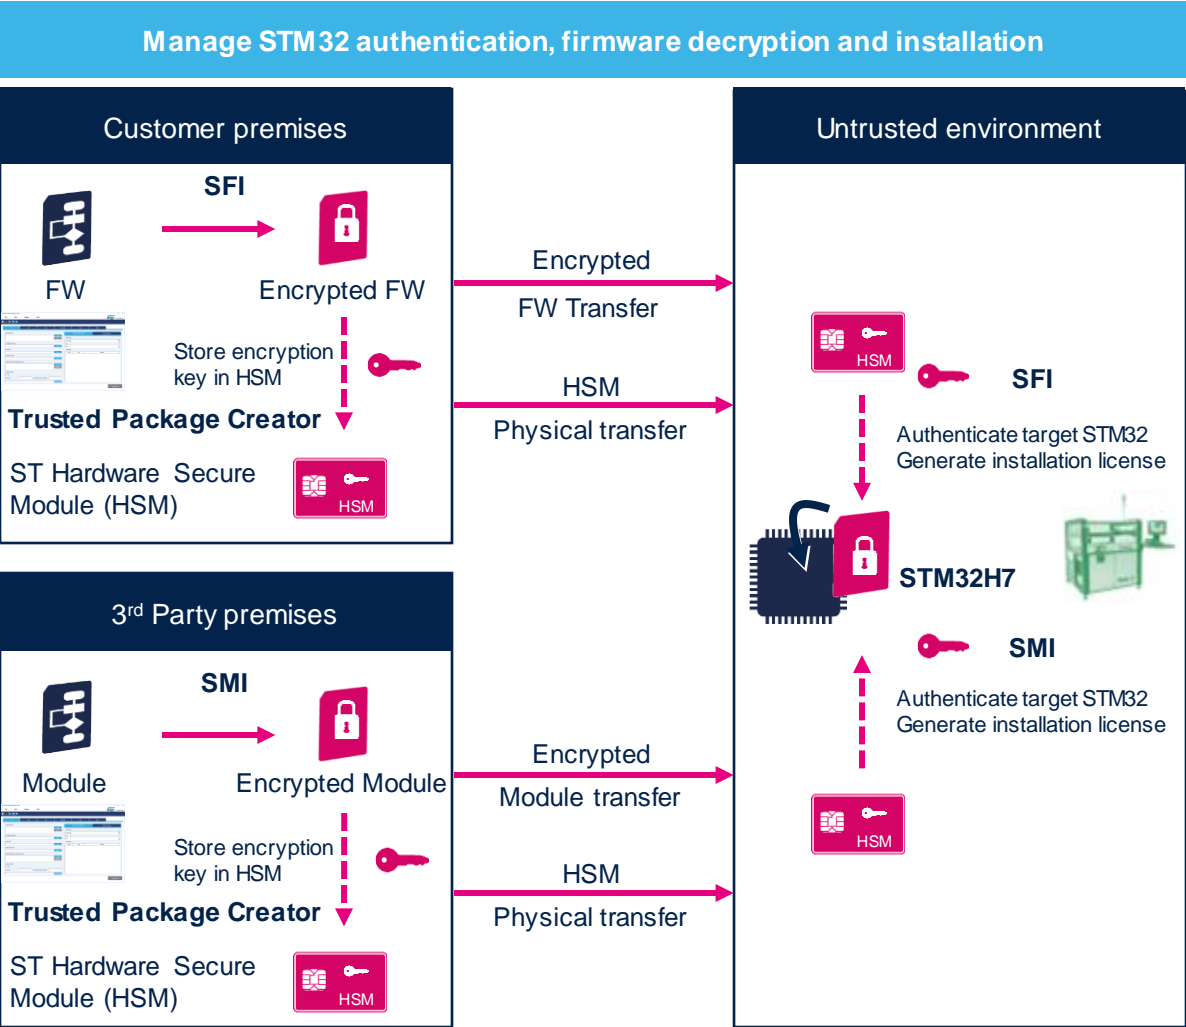 Manage STM32 authentication, firmware decryption and installation
Customer premises
SFI
FW
Encrypted FW
Store encryption
key in HSM
Trusted Package Creator
ST Hardware Secure
Module (HSM)
HSM
Encrypted
FW Transfer
HSM
Physical transfer
3rd Party premises
SMI
Module
Encrypted Module
Store encryption
key in HSM
Trusted Package Creator
ST Hardware Secure
Module (HSM)
HSM
Encrypted
Module transfer
HSM
Physical transfer
Untrusted environment
HSM
SFI
Authenticate target STM32
Generate installation license
STM32H7
SMI
Authenticate target STM32
Generate installation license
HSM